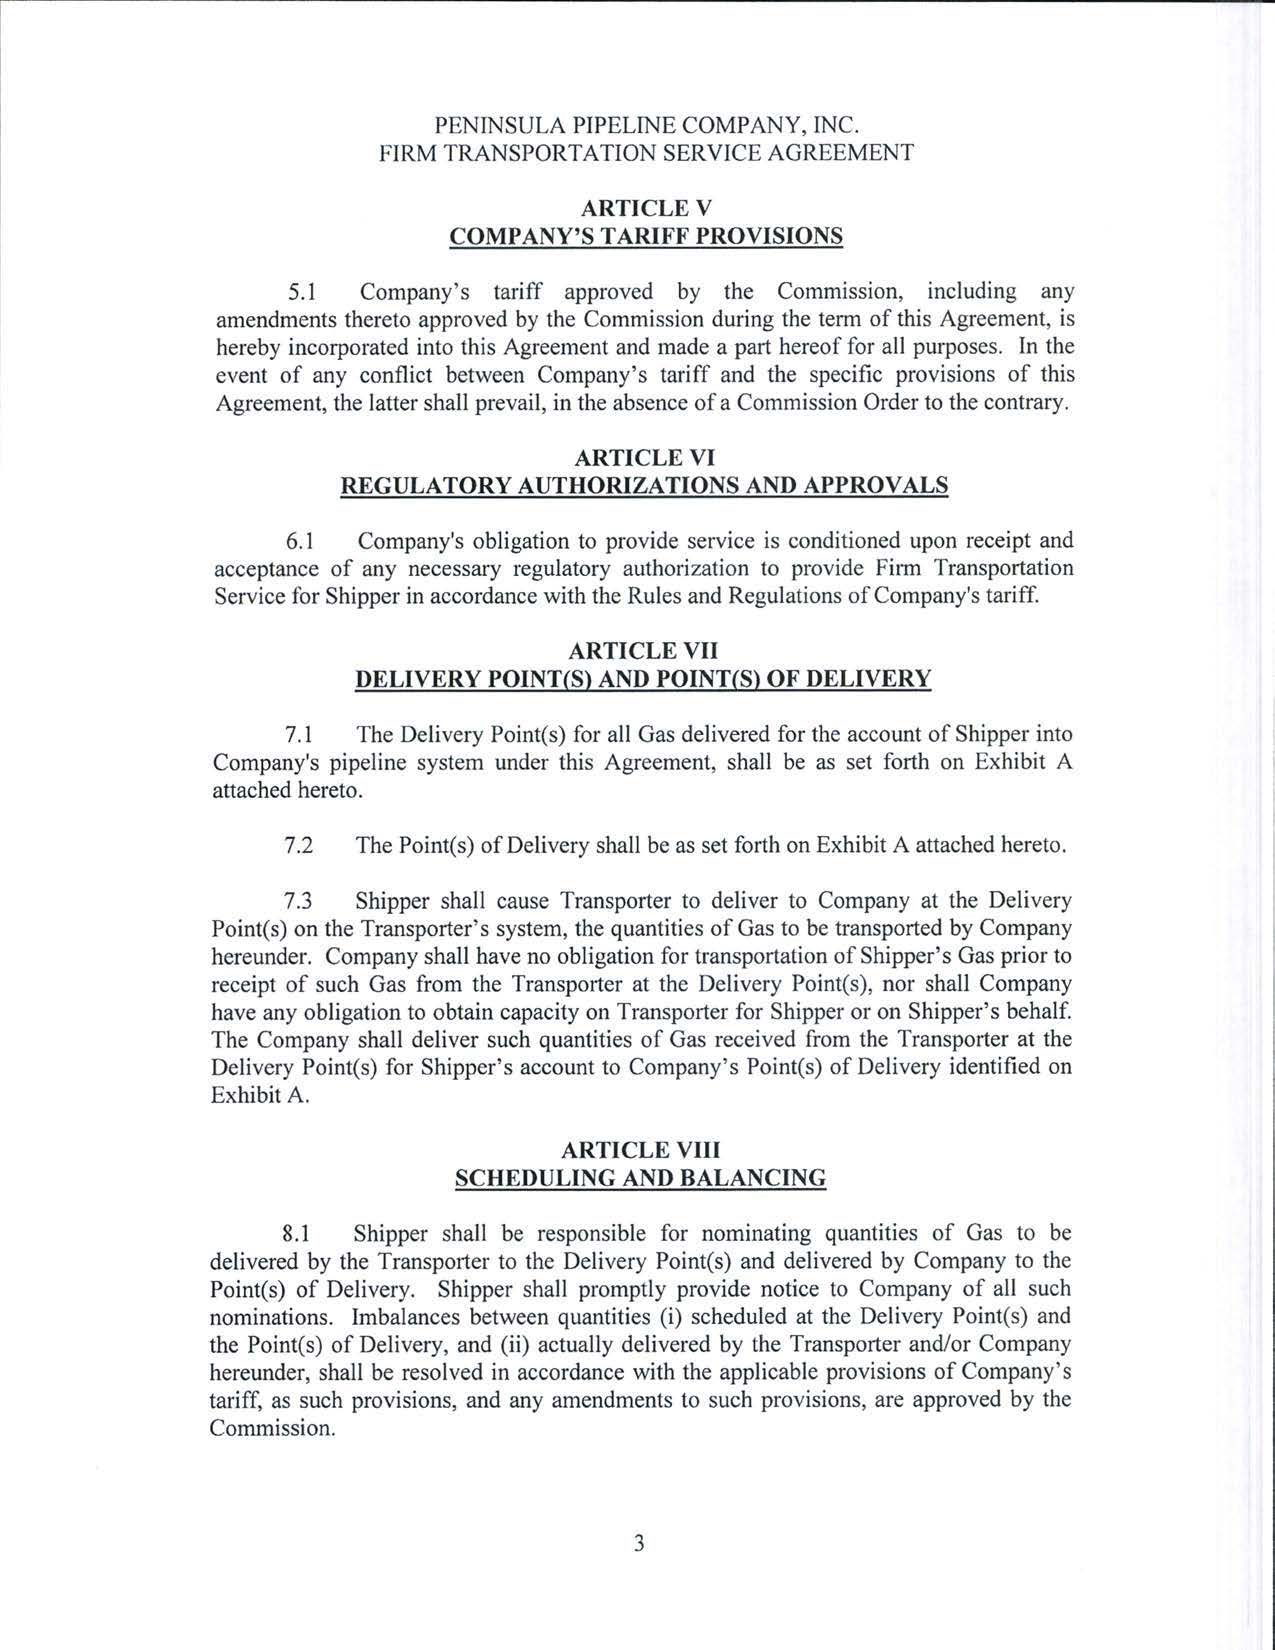 PENINSULA PIPELINE COMPANY, INC.
FIRM TRANSPORTATION SERVICE AGREEMENT
ARTICLE V
COMPANY'S TARIFF PROVISIONS
5.1 Company's tariff approved by the Commission, including any
amendments thereto approved by the Commission during the term of this Agreement, is
hereby incorporated into this Agreement and made a part hereof for all purposes. In the
event of any conflict between Company's tariff and the specific provisions of this
Agreement, the latter shall prevail, in the absence of a Commission Order to the contrary.
ARTICLE VI
REGULATORY AUTHORIZATIONS AND APPROVALS
6.1 Company's obligation to provide service is conditioned upon receipt and
acceptance of any necessary regulatory authorization to provide Firm Transportation
Service for Shipper in accordance with the Rules and Regulations of Company's tariff.
ARTICLE VII
DELIVERY POINT(S) AND POINT(S) OF DELIVERY
7.1 The Delivery Point(s) for all Gas delivered for the account of Shipper into
Company's pipeline system under this Agreement, shall be as set forth on Exhibit A
attached hereto.
7.2 The Point(s) of Delivery shall be as set forth on Exhibit A attached hereto.
7.3 Shipper shall cause Transporter to deliver to Company at the Delivery
Point(s) on the Transporter's system, the quantities of Gas to be transported by Company
hereunder. Company shall have no obligation for transportation of Shipper's Gas prior to
receipt of such Gas from the Transporter at the Delivery Point(s), nor shall Company
have any obligation to obtain capacity on Transporter for Shipper or on Shipper's behalf.
The Company shall deliver such quantities of Gas received from the Transporter at the
Delivery Point(s) for Shipper's account to Company's Point(s) of Delivery identified on
Exhibit A.
ARTICLE VIII
SCHEDULING AND BALANCING
8.1 Shipper shall be responsible for nominating quantities of Gas to be
delivered by the Transporter to the Delivery Point(s) and delivered by Company to the
Point(s) of Delivery. Shipper shall promptly provide notice to Company of all such
nominations. Imbalances between quantities (i) scheduled at the Delivery Point(s) and
the Point(s) of Delivery, and (ii) actually delivered by the Transporter and/or Company
hereunder, shall be resolved in accordance with the applicable provisions of Company's
tariff, as such provisions, and any amendments to such provisions, are approved by the
Commission.
3